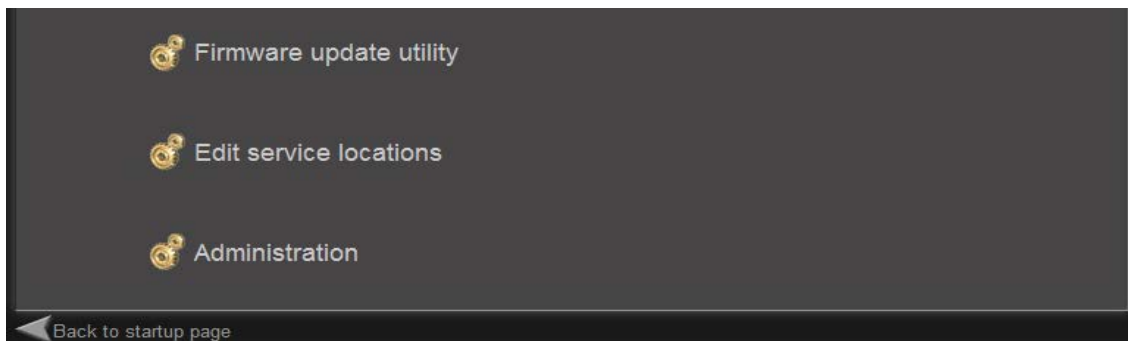 Firmware update utility
Edit service locations
Administration
Back to startup page